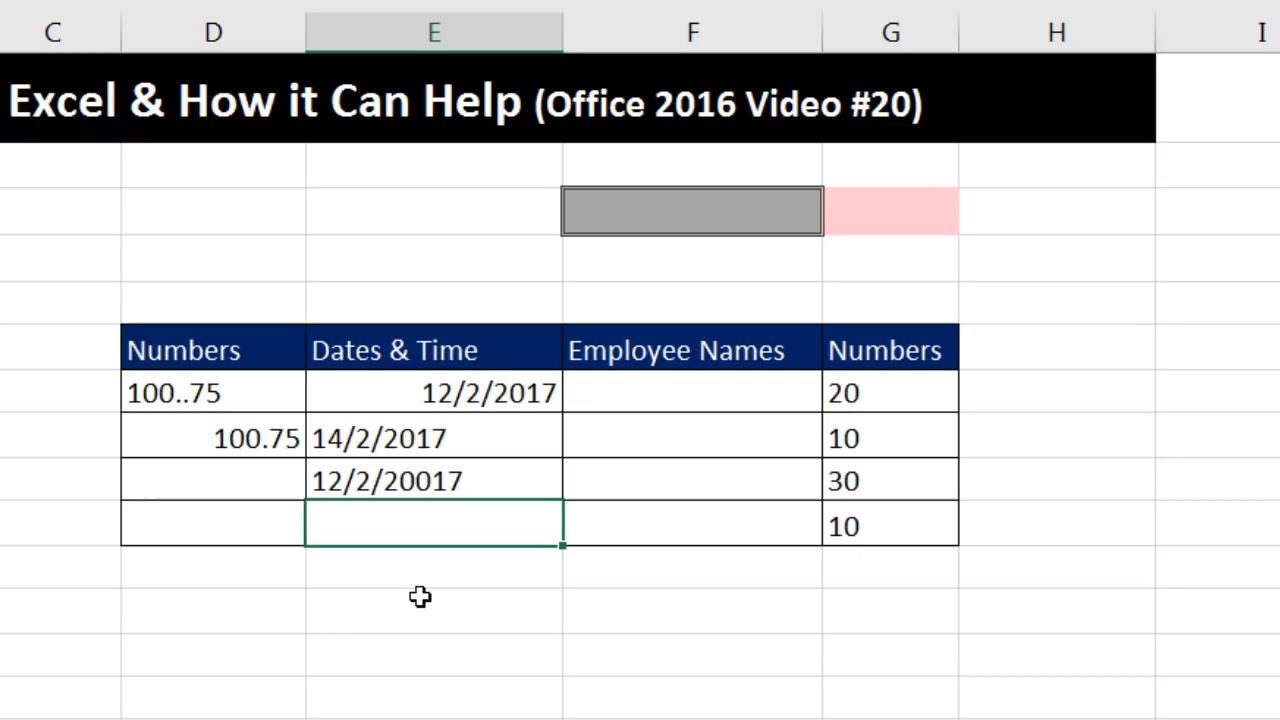 C D E F G H I
Excel & How it Can Help (Office 2016 Video #20)
Numbers Dates & Time Employee Names Numbers
100..75 12/2/2017 20
100.75 14/2/2017 10
12/2/20017 30
10